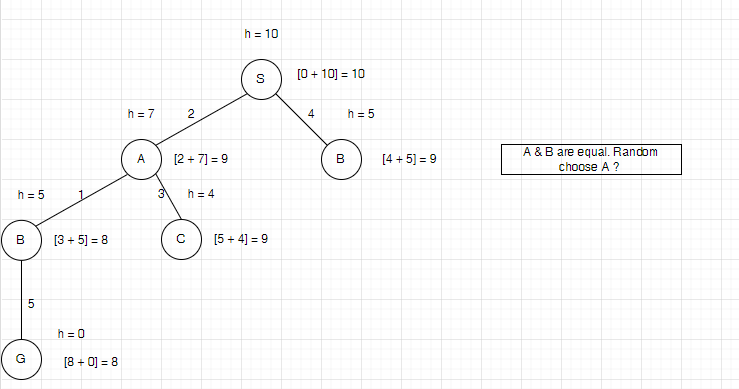 h = 10
S
[0 + 10] = 10
h = 7
2
4
h = 5
A
[2 + 7] = 9
B
[4 + 5] = 9
A & B are equal. Random
choose A ?
h = 5
1
3
h = 4
B
[3 + 5] = 8
C
[5 + 4] = 9
5
h = 0
G
[8 + 0] = 8